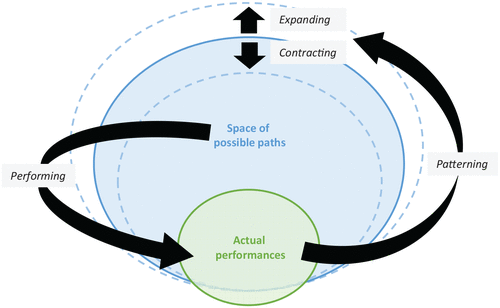 Expanding
Contracting
Space of
possible paths
Performing
Patterning
Actual
performances